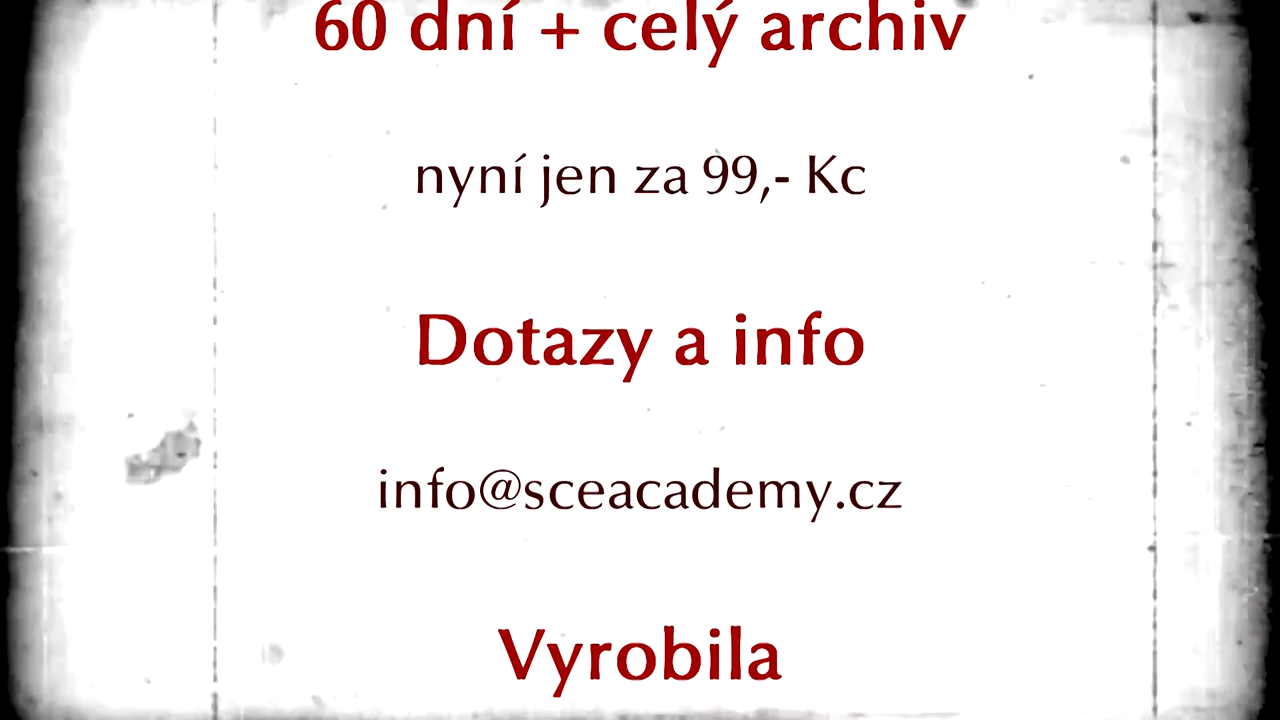 60 dní + celý archiv
nyní jen za 99,- Kc
Dotazy a info
info@sceacademy.cz
Vyrobila